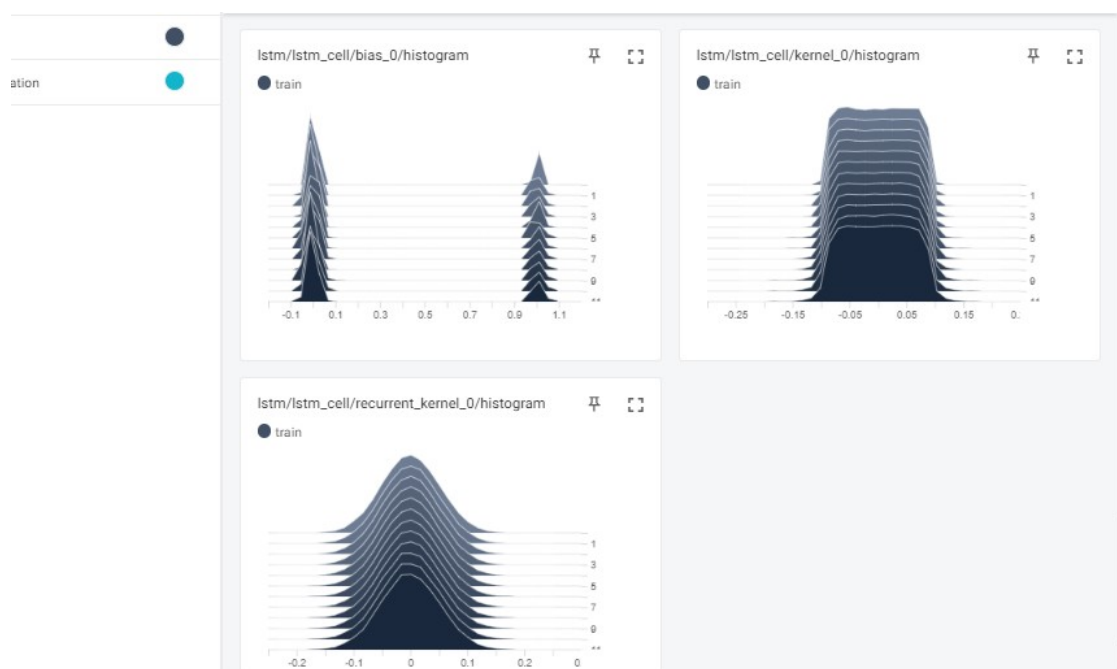 ation
lstm/lstm_cell/bias_0/histogram
train
1
3
5
7
9
-0.1 0.1 0.3 0.5 0.7 0.9 1.1
lstm/lstm_cell/kernel_0/histogram
train
1
3
5
7
9
-0.25 -0.15 -0.05 0.05 0.15 0.
lstm/lstm_cell/recurrent_kernel_0/histogram
train
1
3
5
7
9
-0.2 -0.1 0 0.1 0.2 0